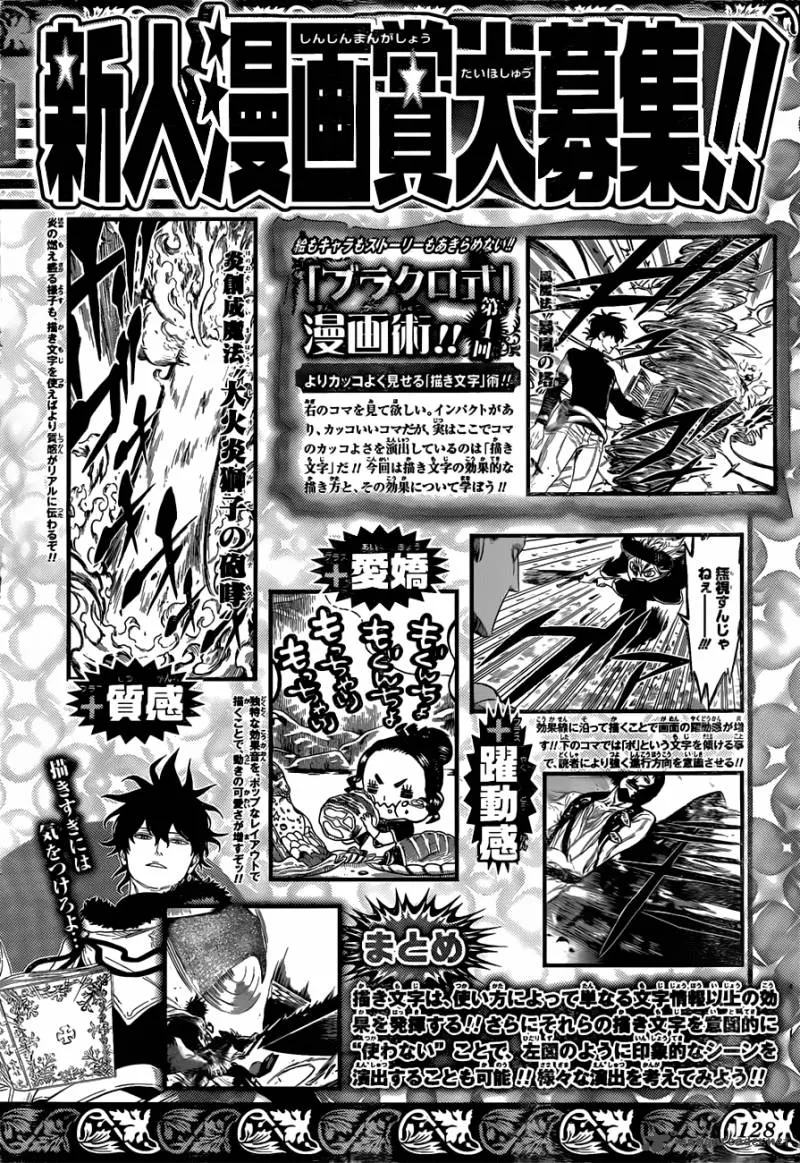 新人漫画賞大募集!!
絵もキャラもストーリーもあきらめない!!
「ブラクロ式」
漫画術!!
第1回
よりカッコよく見せる「描き文字」術!!
右のコマを見て欲しい。インパクトがあ
り、カッコいいコマだが、実はここでコマ
のカッコよさを演出しているのは「描き
文字」だ!!今回は描き文字の効果的な
描き方と、その効果について学ぼう!!
風魔法"暴嵐の塔"
炎創成魔法"大火炎獅子の砲哮"
炎の燃え盛る様子も、描き文字を使えばより質感がリアルに伝わるぞ!!
+質感
+愛嬌
もぐんちょ
もぐんちょ
もっちゃり
もっちゃり
独特な効果音を、ポップなレイアウトで
描くことで、動きの可愛さが増すぞッ!!
無視すんじゃ
ねぇ――!!!
+躍動感
効果線に沿って描くことで画面の躍動感が増
す!!下のコマでは「ボ」という文字を傾ける事
で、読者により強く進行方向を意識させる!!
描きすぎには
気をつけろよ…
まとめ
描き文字は、使い方によって単なる文字情報以上の効
果を発揮する!!さらにそれらの描き文字を意図的に
"使わない"ことで、左図のように印象的なシーンを
演出することも可能!!様々な演出を考えてみよう!!
128